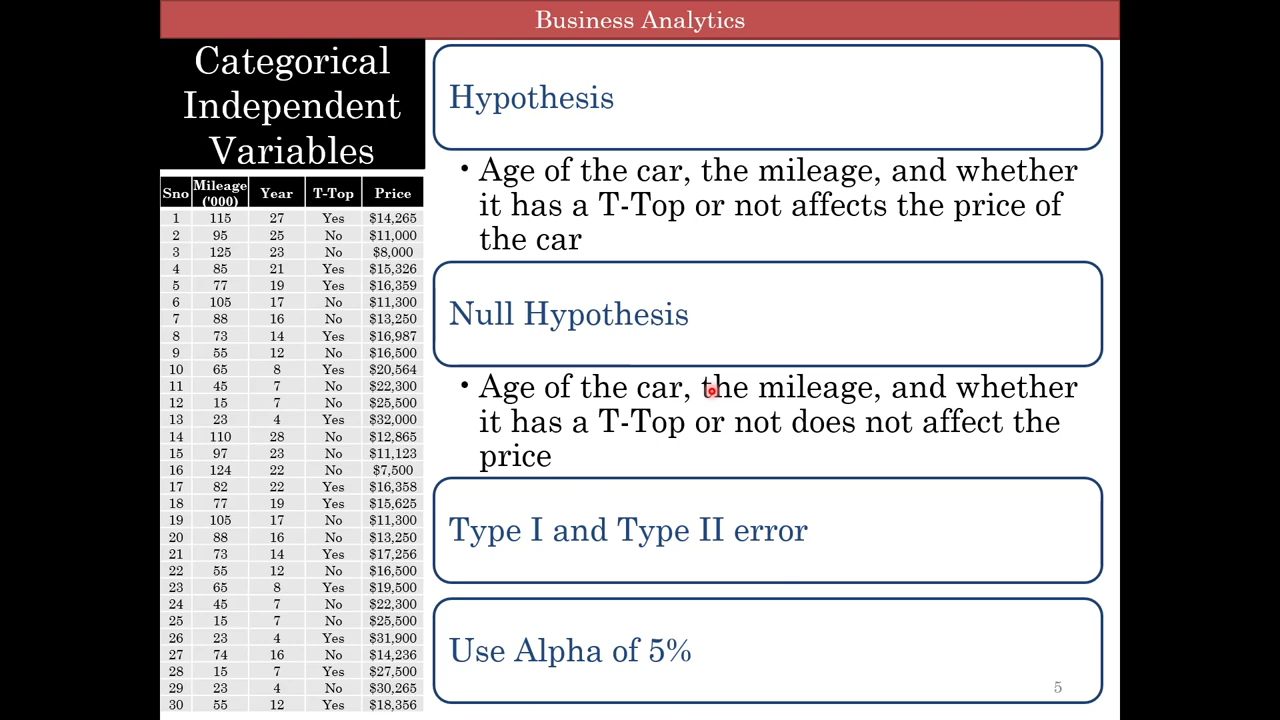 Business Analytics
Categorical
Independent
Variables
Sno Mileage ('000) Year T-Top Price
1 115 27 Yes $14,265
2 95 25 No $11,000
3 125 23 No $8,000
4 85 21 Yes $15,326
5 77 19 Yes $16,359
6 105 17 No $11,300
7 88 16 No $13,250
8 73 14 Yes $16,987
9 55 12 No $16,500
10 65 8 Yes $20,564
11 45 7 No $22,300
12 15 7 No $25,500
13 23 4 Yes $32,000
14 110 28 No $12,865
15 97 23 No $11,123
16 124 22 No $7,500
17 82 22 Yes $16,358
18 77 19 Yes $15,625
19 105 17 No $11,300
20 88 16 No $13,250
21 73 14 Yes $17,256
22 55 12 No $16,500
23 65 8 Yes $19,500
24 45 7 No $22,300
25 15 7 No $25,500
26 23 4 Yes $31,900
27 74 16 No $14,236
28 15 7 Yes $27,500
29 23 4 No $30,265
30 55 12 Yes $18,356
Hypothesis
• Age of the car, the mileage, and whether
it has a T-Top or not affects the price of
the car
Null Hypothesis
• Age of the car, the mileage, and whether
it has a T-Top or not does not affect the
price
Type I and Type II error
Use Alpha of 5%
5